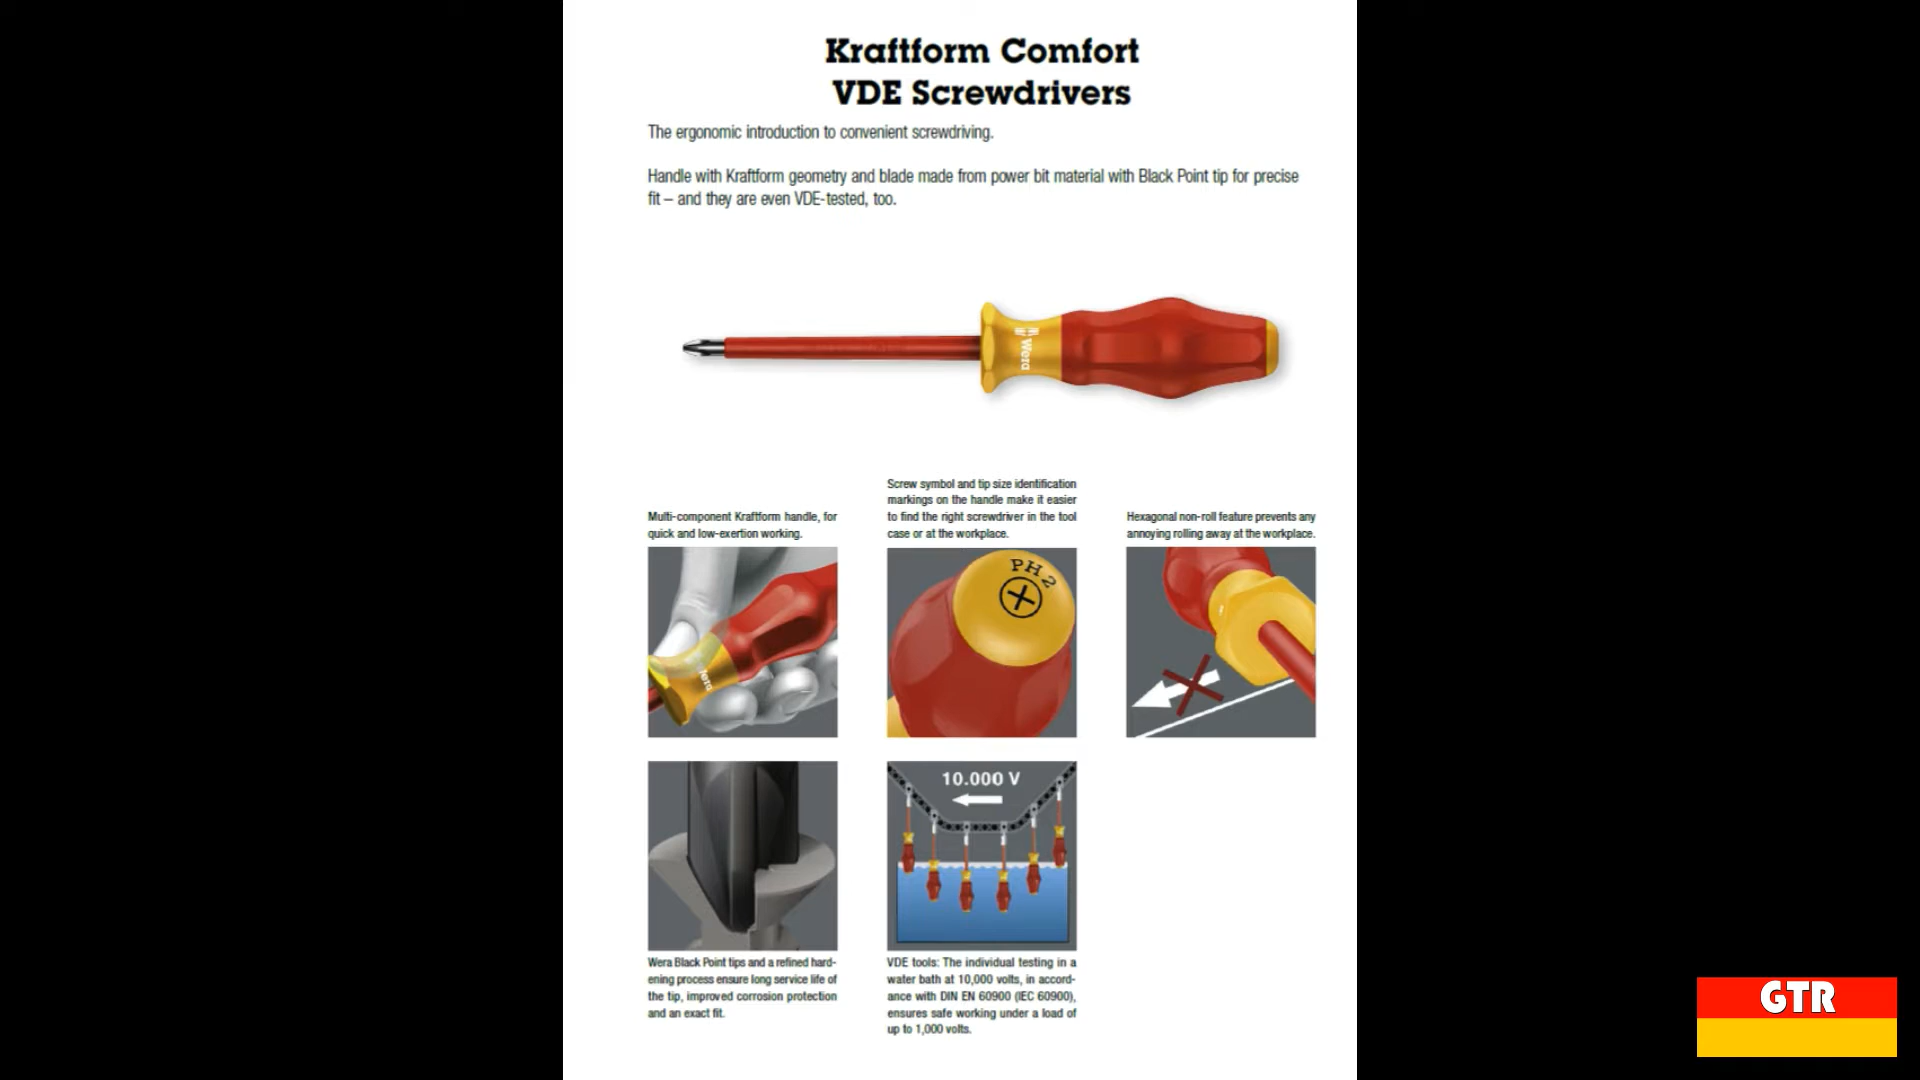 Kraftform Comfort
VDE Screwdrivers
The ergonomic introduction to convenient screwdriving.
Handle with Kraftform geometry and blade made from power bit material with Black Point tip for precise
fit – and they are even VDE-tested, too.
Wera
Multi-component Kraftform handle, for
quick and low-exertion working.
Screw symbol and tip size identification
markings on the handle make it easier
to find the right screwdriver in the tool
case or at the workplace.
Hexagonal non-roll feature prevents any
annoying rolling away at the workplace.
Wera
PH 2
10.000 V
Wera Black Point tips and a refined hard-
ening process ensure long service life of
the tip, improved corrosion protection
and an exact fit.
VDE tools: The individual testing in a
water bath at 10,000 volts, in accord-
ance with DIN EN 60900 (IEC 60900),
ensures safe working under a load of
up to 1,000 volts.
GTR